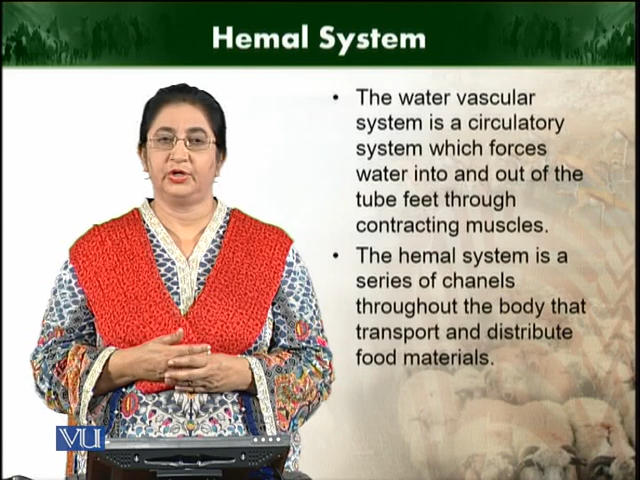 Hemal System
• The water vascular
system is a circulatory
system which forces
water into and out of the
tube feet through
contracting muscles.
• The hemal system is a
series of chanels
throughout the body that
transport and distribute
food materials.
VU